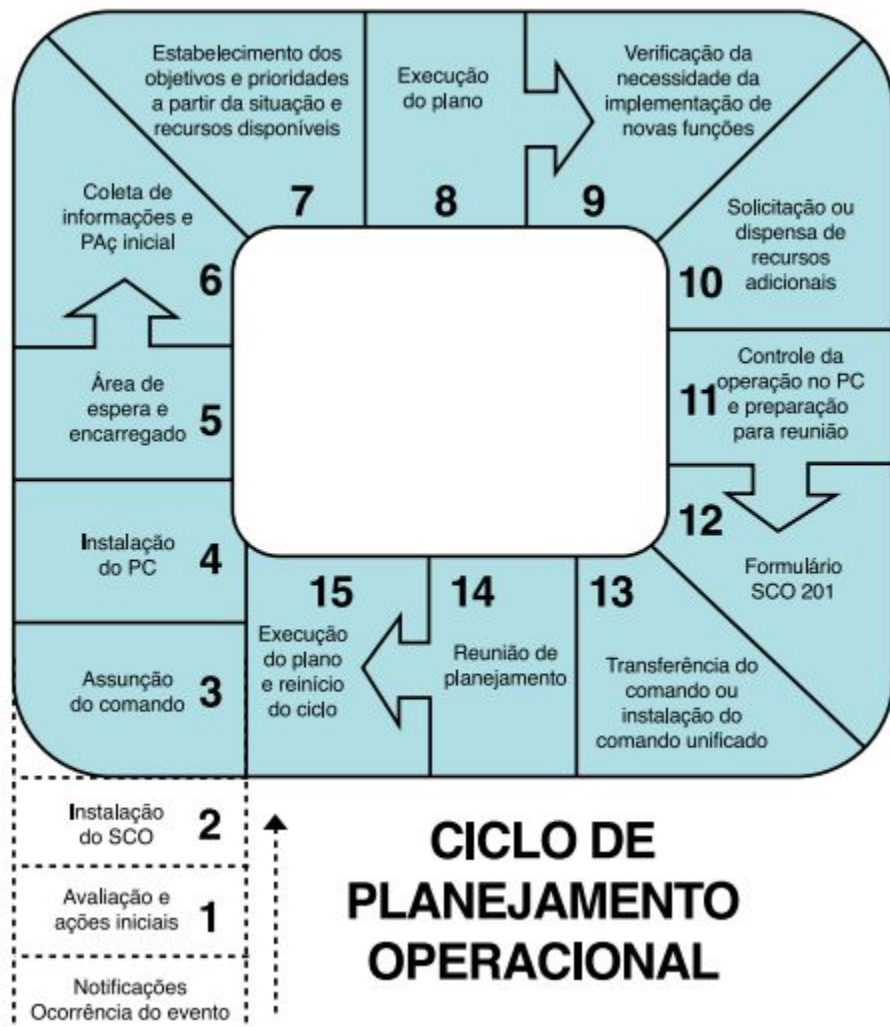 Estabelecimento dos
objetivos e prioridades
a partir da situação e
recursos disponíveis
7
Execução
do plano
8
Verificação da
necessidade da
implementação de
novas funções
9
Coleta de
informações e
PAç inicial
6
Solicitação ou
dispensa de
recursos
adicionais
10
Área de
espera e
encarregado
5
Controle da
operação no PC
e preparação
para reunião
11
Instalação
do PC
4
12
Formulário
SCO 201
Assunção
do comando
3
15
Execução
do plano
e reinício
do ciclo
14
Reunião de
planejamento
13
Transferência do
comando ou
instalação do
comando unificado
Instalação
do SCO
2
Avaliação e
ações iniciais
1
Notificações
Ocorrência do evento
CICLO DE
PLANEJAMENTO
OPERACIONAL